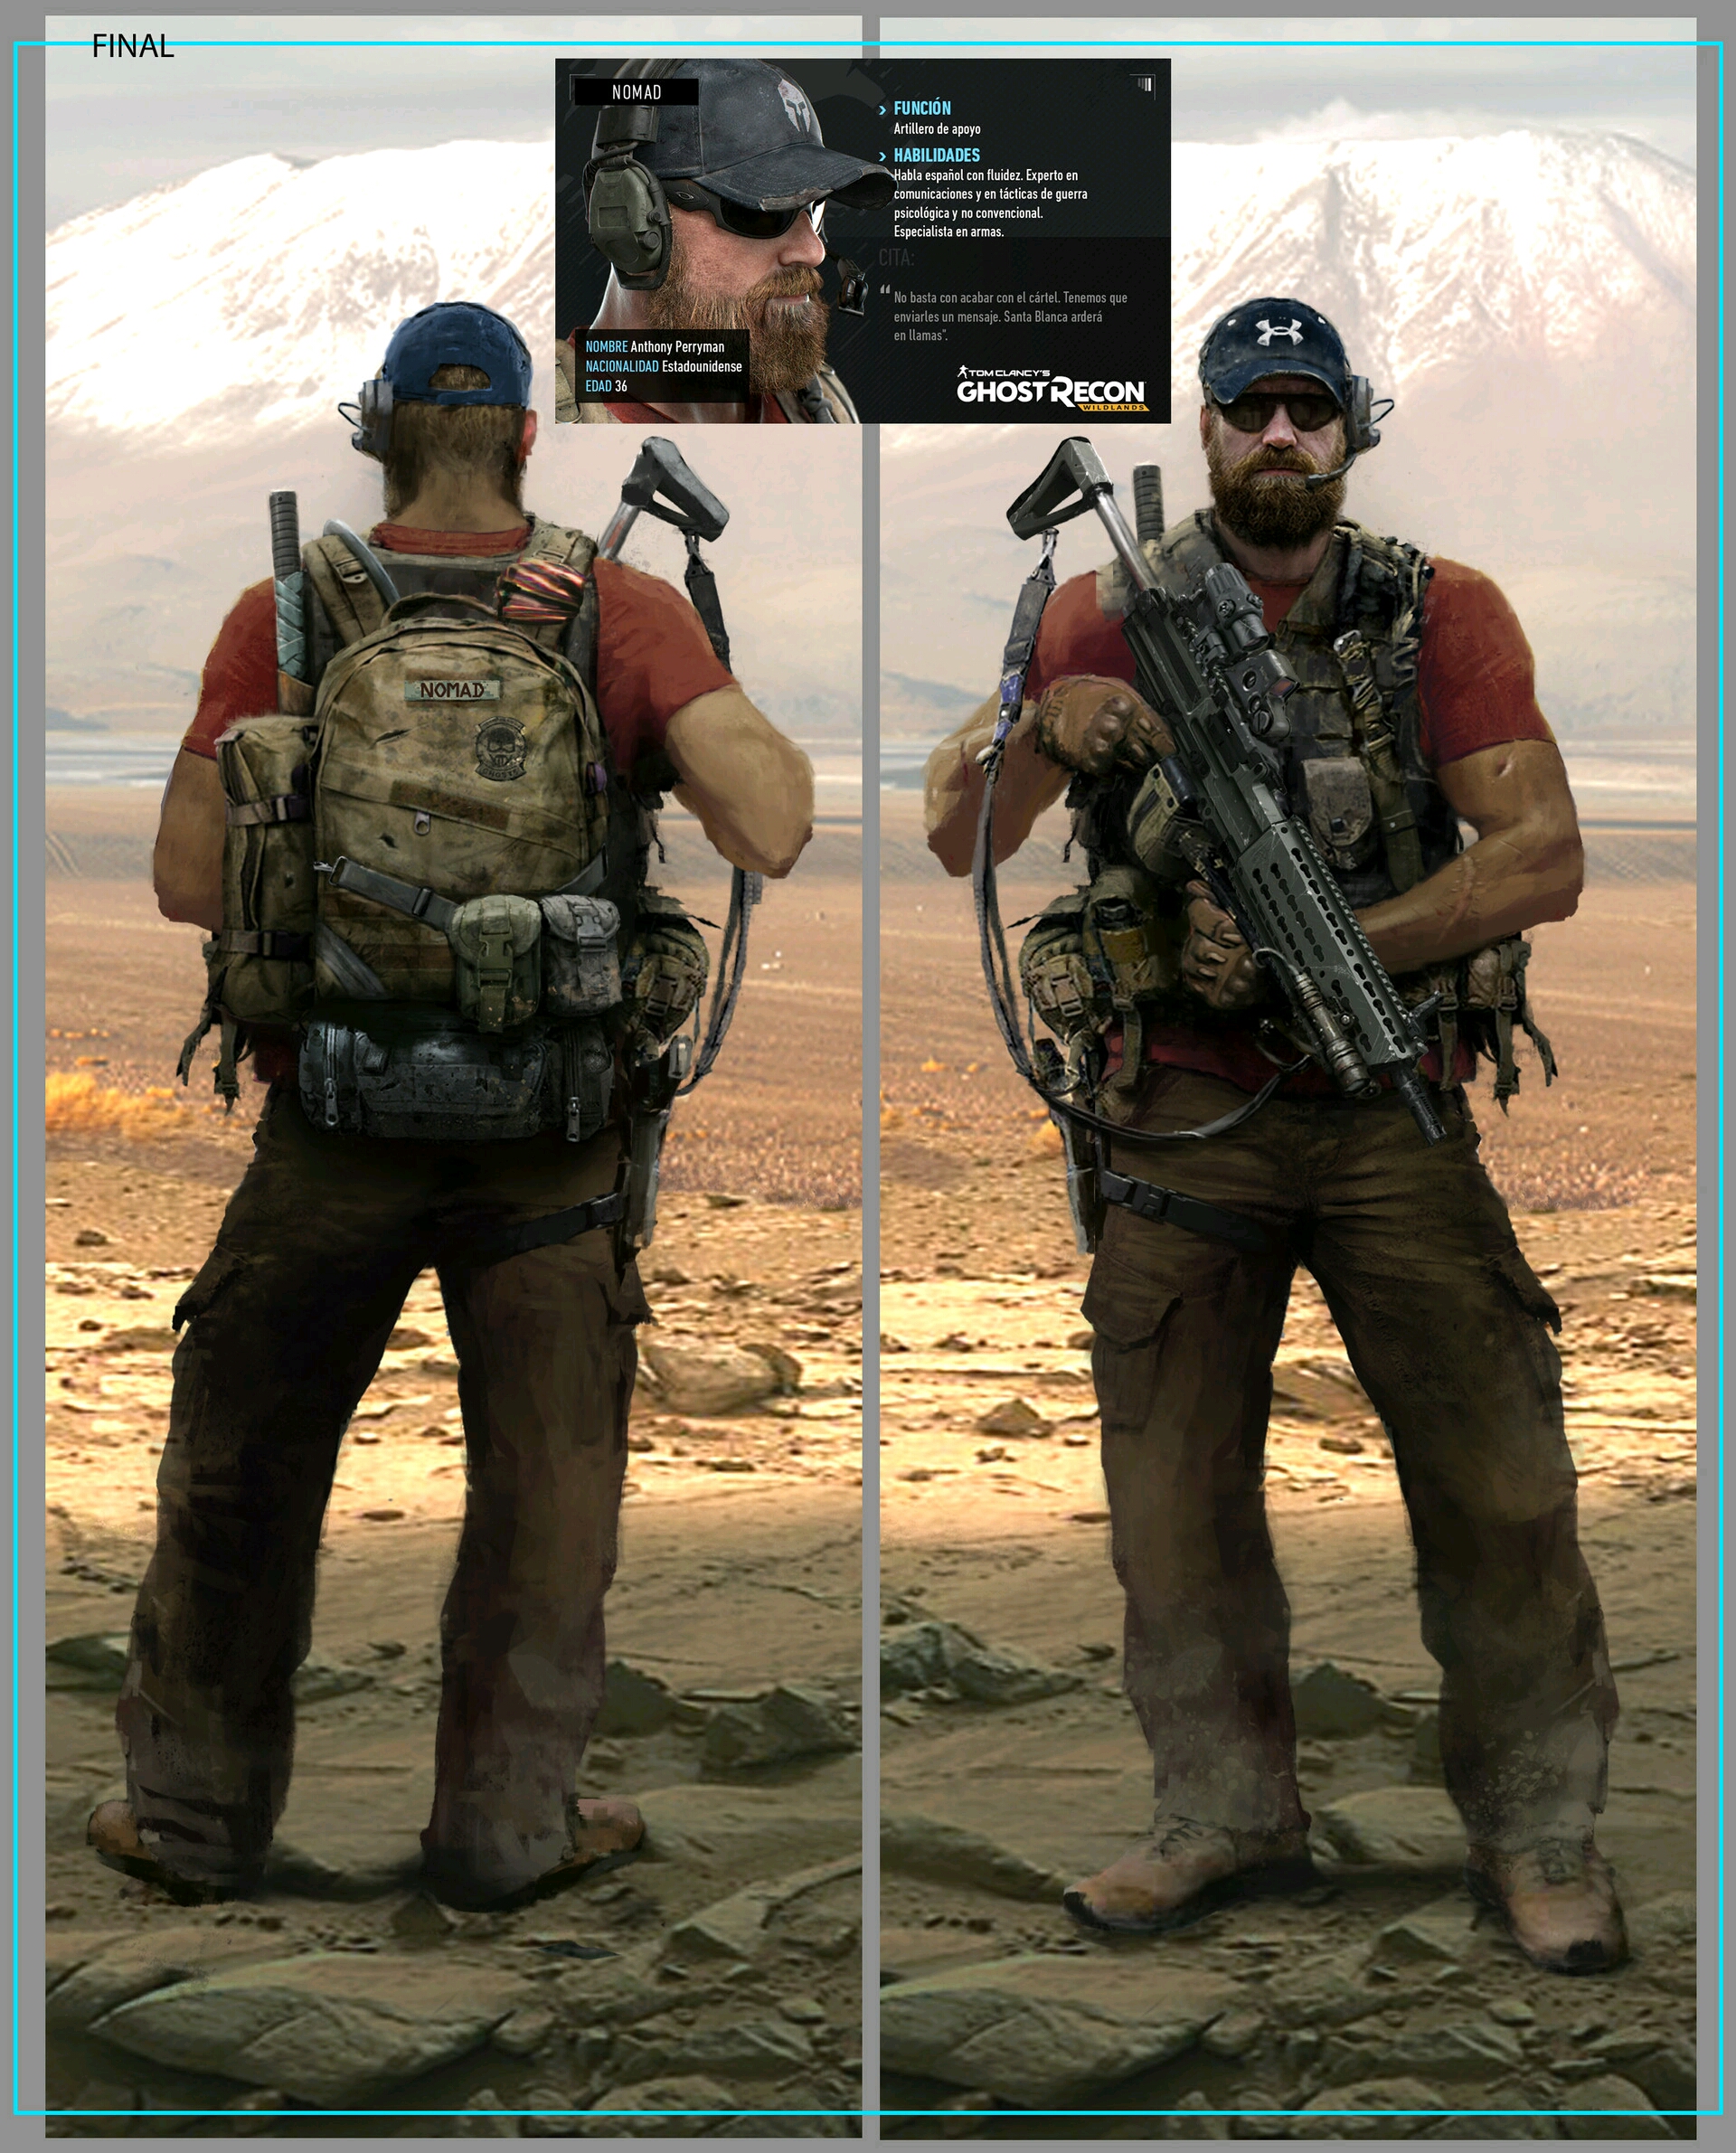 FINAL
NOMAD
› FUNCIÓN
Artillero de apoyo
› HABILIDADES
Habla español con fluidez. Experto en
comunicaciones y en tácticas de guerra
psicológica y no convencional.
Especialista en armas.
CITA:
“ No basta con acabar con el cártel. Tenemos que
enviarles un mensaje. Santa Blanca arderá
en llamas”.
NOMBRE Anthony Perryman
NACIONALIDAD Estadounidense
EDAD 36
TOM CLANCY'S
GHOST RECON
WILDLANDS
NOMAD
GHOSTS